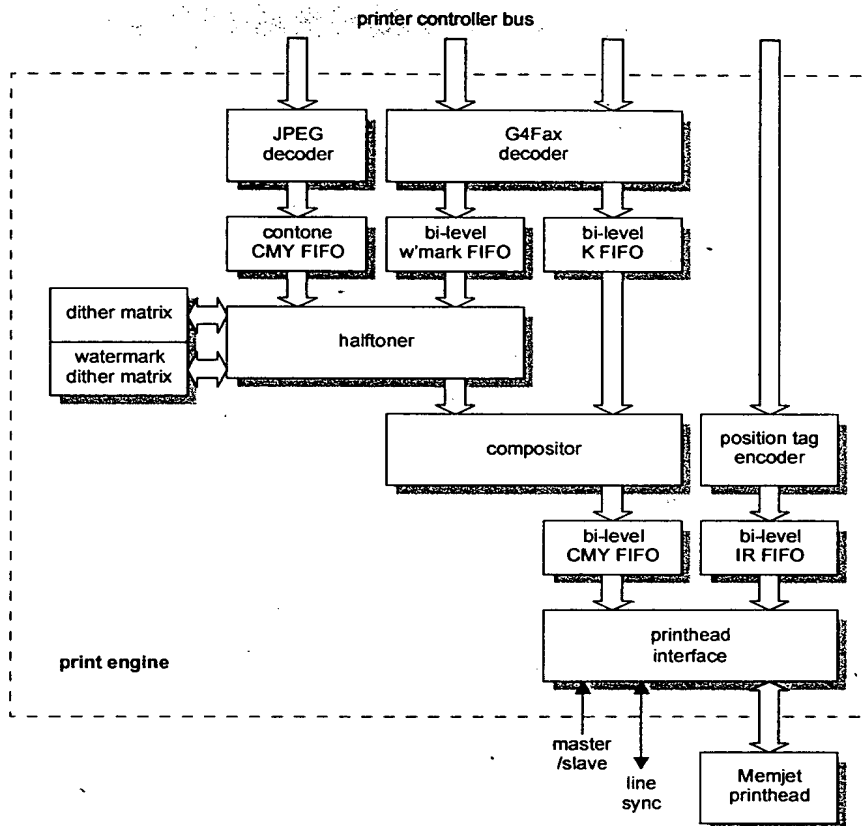 printer controller bus
JPEG
decoder
G4Fax
decoder
contone
CMY FIFO
bi-level
w'mark FIFO
bi-level
K FIFO
dither matrix
watermark
dither matrix
halftoner
compositor
position tag
encoder
bi-level
CMY FIFO
bi-level
IR FIFO
printhead
interface
print engine
master
/slave
line
sync
Memjet
printhead